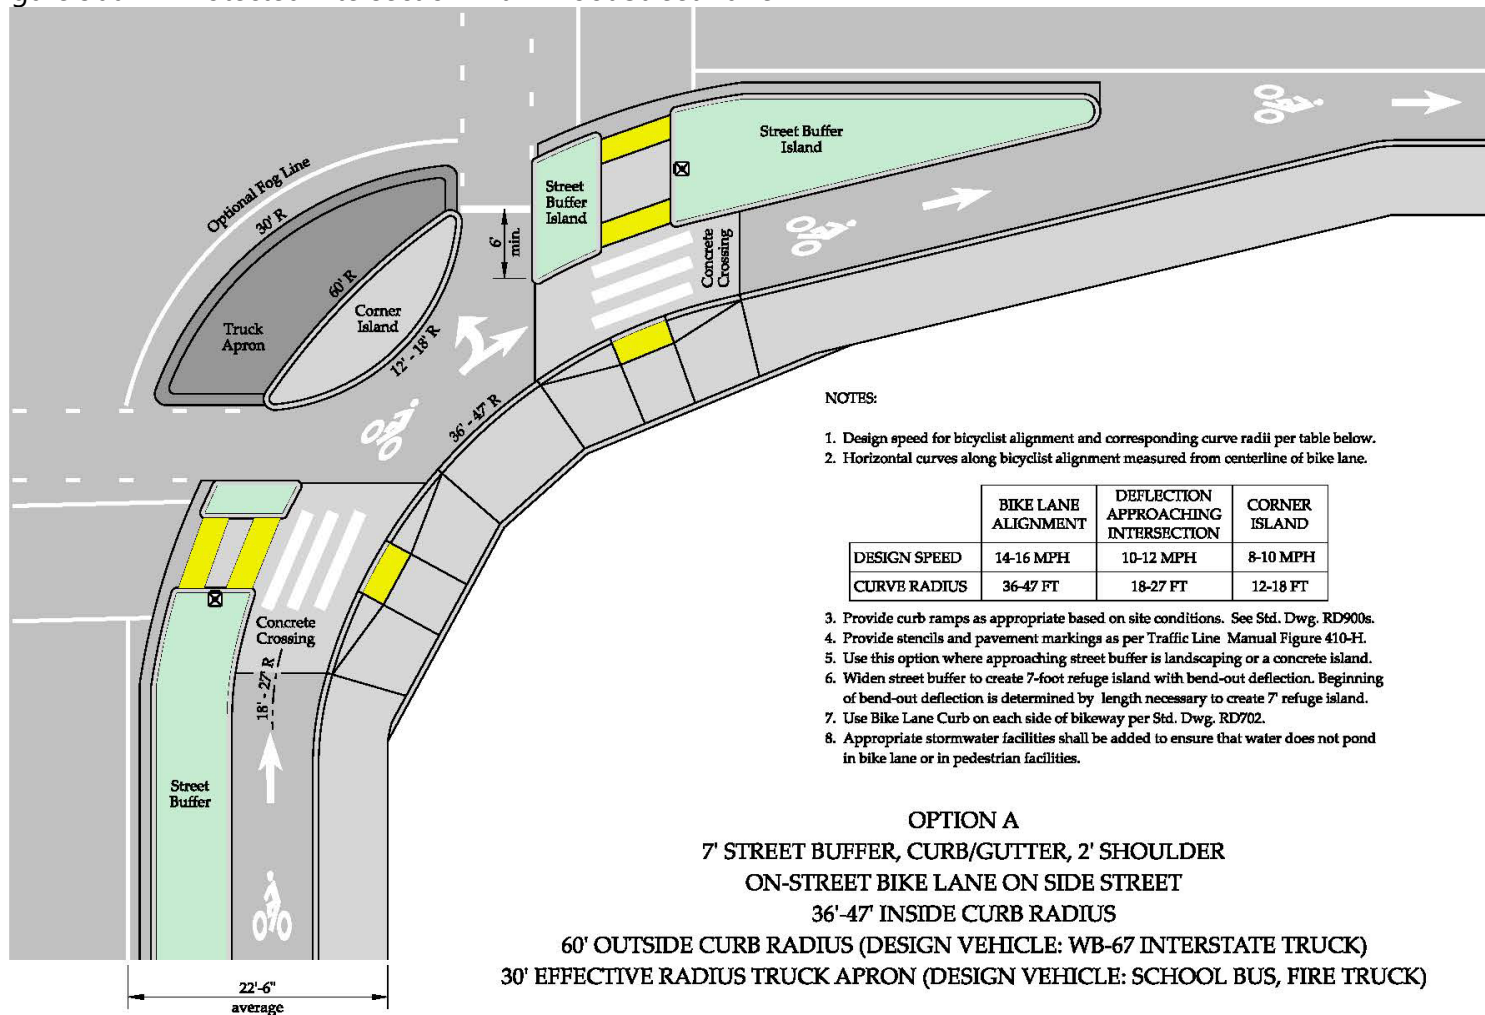 Optional Fog Line
30' R
60' R
Truck
Apron
Corner
Island
12' - 18' R
36' - 47' R
6'
min.
Street
Buffer
Island
Street Buffer
Island
Concrete
Crossing
Concrete
Crossing
18' - 27' R
Street
Buffer
22'-6"
average
NOTES:
1. Design speed for bicyclist alignment and corresponding curve radii per table below.
2. Horizontal curves along bicyclist alignment measured from centerline of bike lane.
BIKE LANE ALIGNMENT DEFLECTION APPROACHING INTERSECTION CORNER ISLAND
DESIGN SPEED 14-16 MPH 10-12 MPH 8-10 MPH
CURVE RADIUS 36-47 FT 18-27 FT 12-18 FT
3. Provide curb ramps as appropriate based on site conditions. See Std. Dwg. RD900s.
4. Provide stencils and pavement markings as per Traffic Line Manual Figure 410-H.
5. Use this option where approaching street buffer is landscaping or a concrete island.
6. Widen street buffer to create 7-foot refuge island with bend-out deflection. Beginning
of bend-out deflection is determined by length necessary to create 7' refuge island.
7. Use Bike Lane Curb on each side of bikeway per Std. Dwg. RD702.
8. Appropriate stormwater facilities shall be added to ensure that water does not pond
in bike lane or in pedestrian facilities.
OPTION A
7' STREET BUFFER, CURB/GUTTER, 2' SHOULDER
ON-STREET BIKE LANE ON SIDE STREET
36'-47' INSIDE CURB RADIUS
60' OUTSIDE CURB RADIUS (DESIGN VEHICLE: WB-67 INTERSTATE TRUCK)
30' EFFECTIVE RADIUS TRUCK APRON (DESIGN VEHICLE: SCHOOL BUS, FIRE TRUCK)